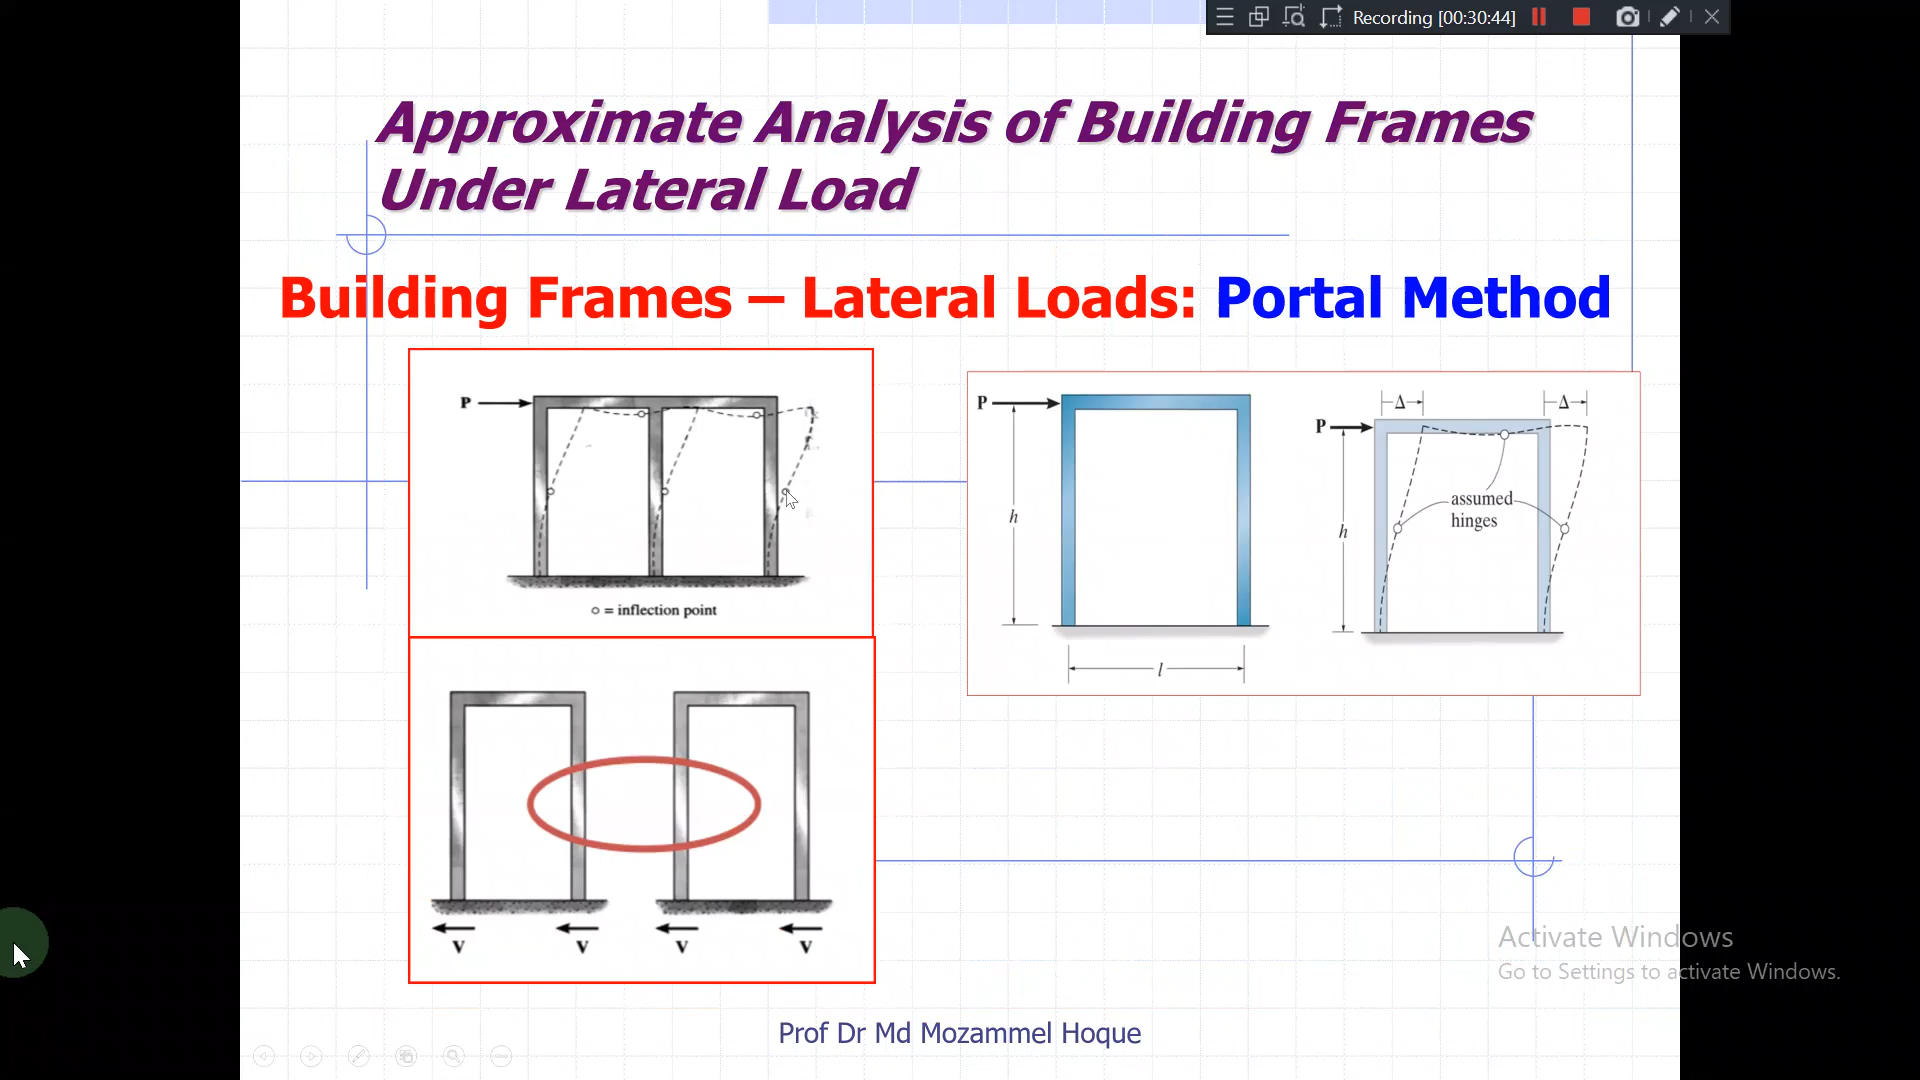 Recording [00:30:44]
Approximate Analysis of Building Frames
Under Lateral Load
Building Frames – Lateral Loads: Portal Method
P
o = inflection point
V V V V
P
h
l
Δ Δ
P
assumed
hinges
h
Activate Windows
Go to Settings to activate Windows.
Prof Dr Md Mozammel Hoque